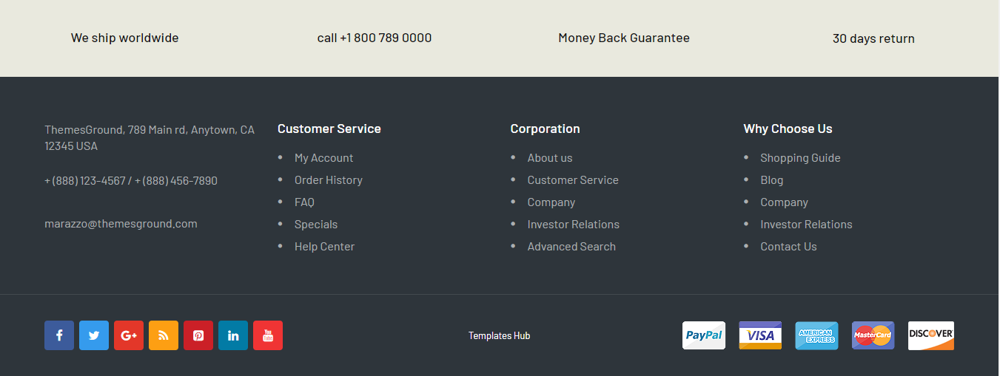 We ship worldwide
call +1 800 789 0000
Money Back Guarantee
30 days return
ThemesGround, 789 Main rd, Anytown, CA
12345 USA
+ (888) 123-4567 / + (888) 456-7890
marazzo@themesground.com
Customer Service
My Account
Order History
FAQ
Specials
Help Center
Corporation
About us
Customer Service
Company
Investor Relations
Advanced Search
Why Choose Us
Shopping Guide
Blog
Company
Investor Relations
Contact Us
f
G+
P
in
You
Tube
Templates Hub
PayPal
VISA
AMERICAN
EXPRESS
MasterCard
DISCOVER